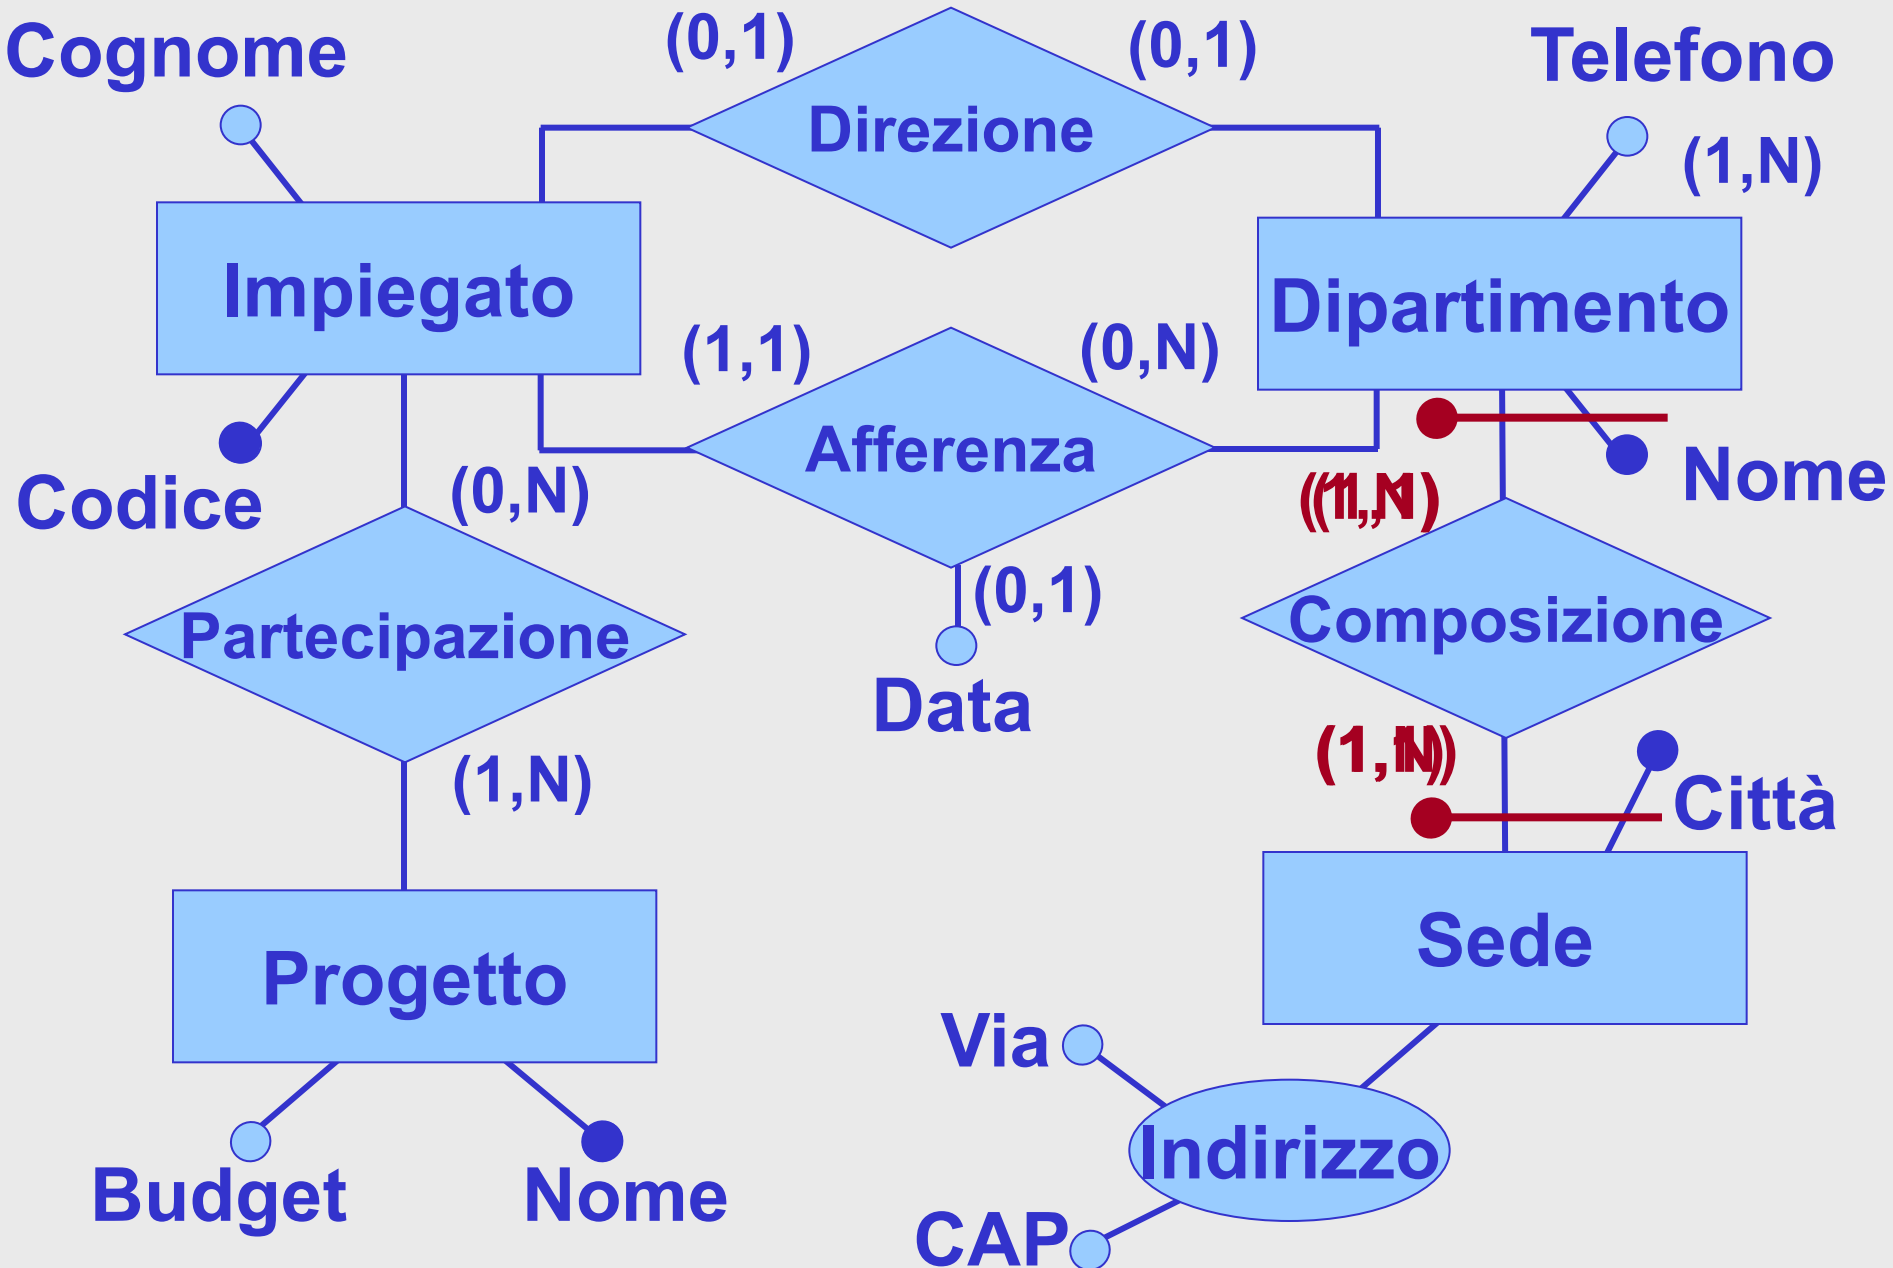 Cognome
(0,1)
(0,1)
Telefono
Direzione
(1,N)
Impiegato
Dipartimento
(1,1)
(0,N)
Afferenza
Codice
(0,N)
Nome
(0,1)
Partecipazione
Composizione
Data
(1,N)
Città
Progetto
Sede
Via
Indirizzo
Budget
Nome
CAP